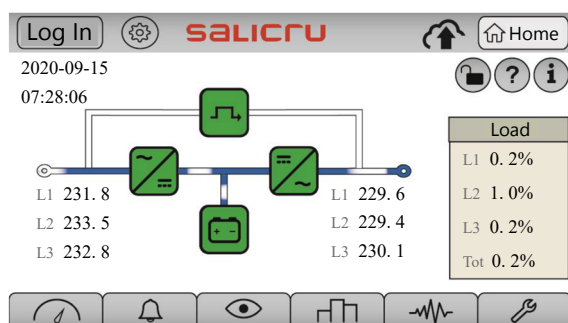 Log In SALICRU Home
2020-09-15
07:28:06
Load
L1 0.2%
L1 231.8 L1 229.6
L2 1.0%
L2 233.5 L2 229.4
L3 0.2%
L3 232.8 L3 230.1
Tot 0.2%